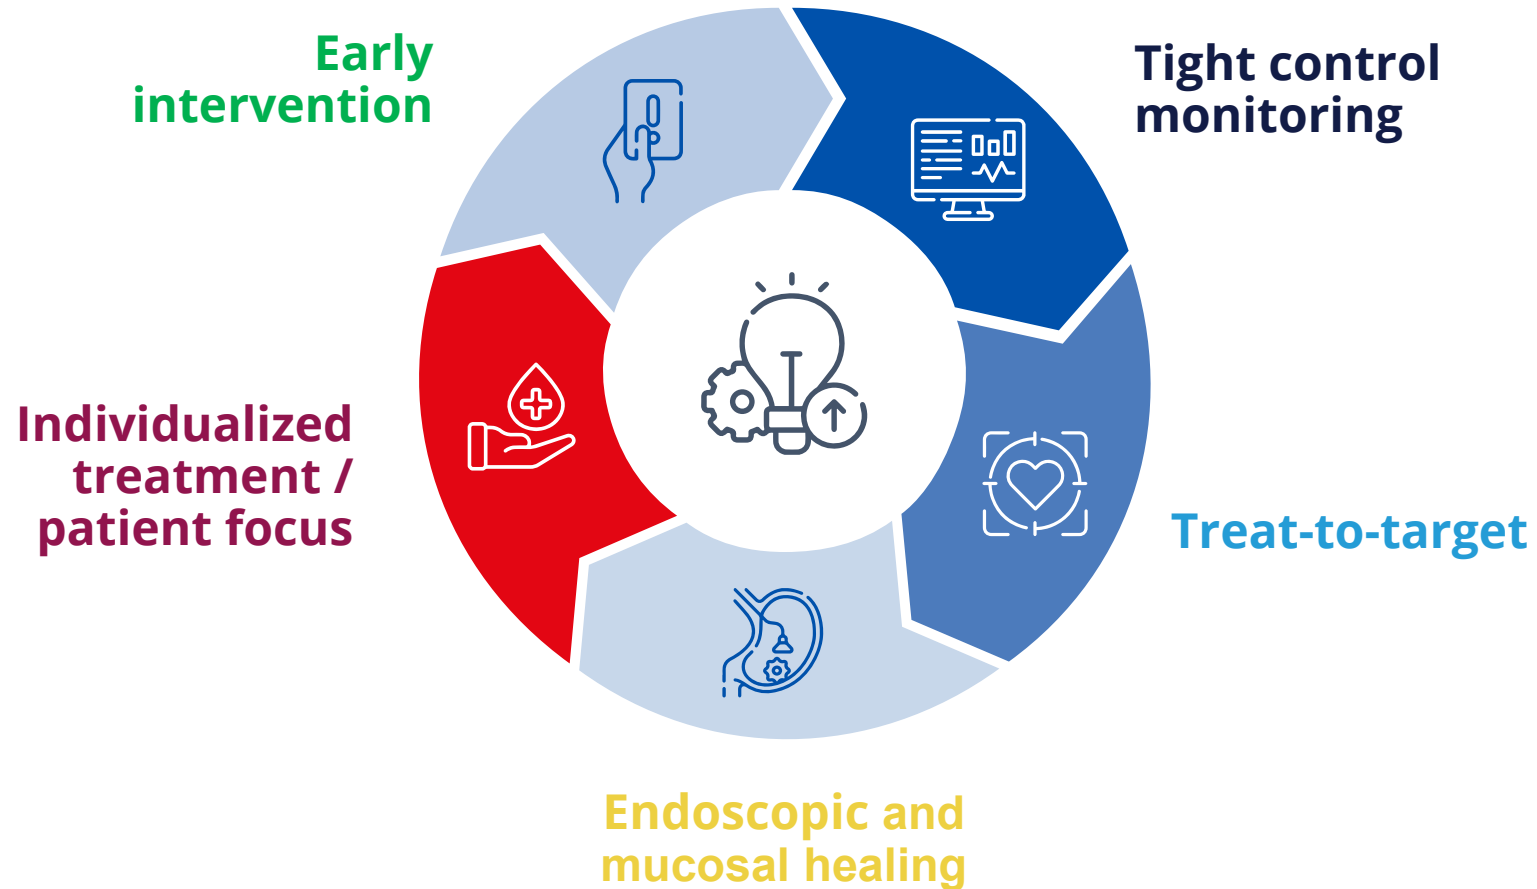 Early
intervention
Tight control
monitoring
Individualized
treatment /
patient focus
Treat-to-target
Endoscopic and
mucosal healing